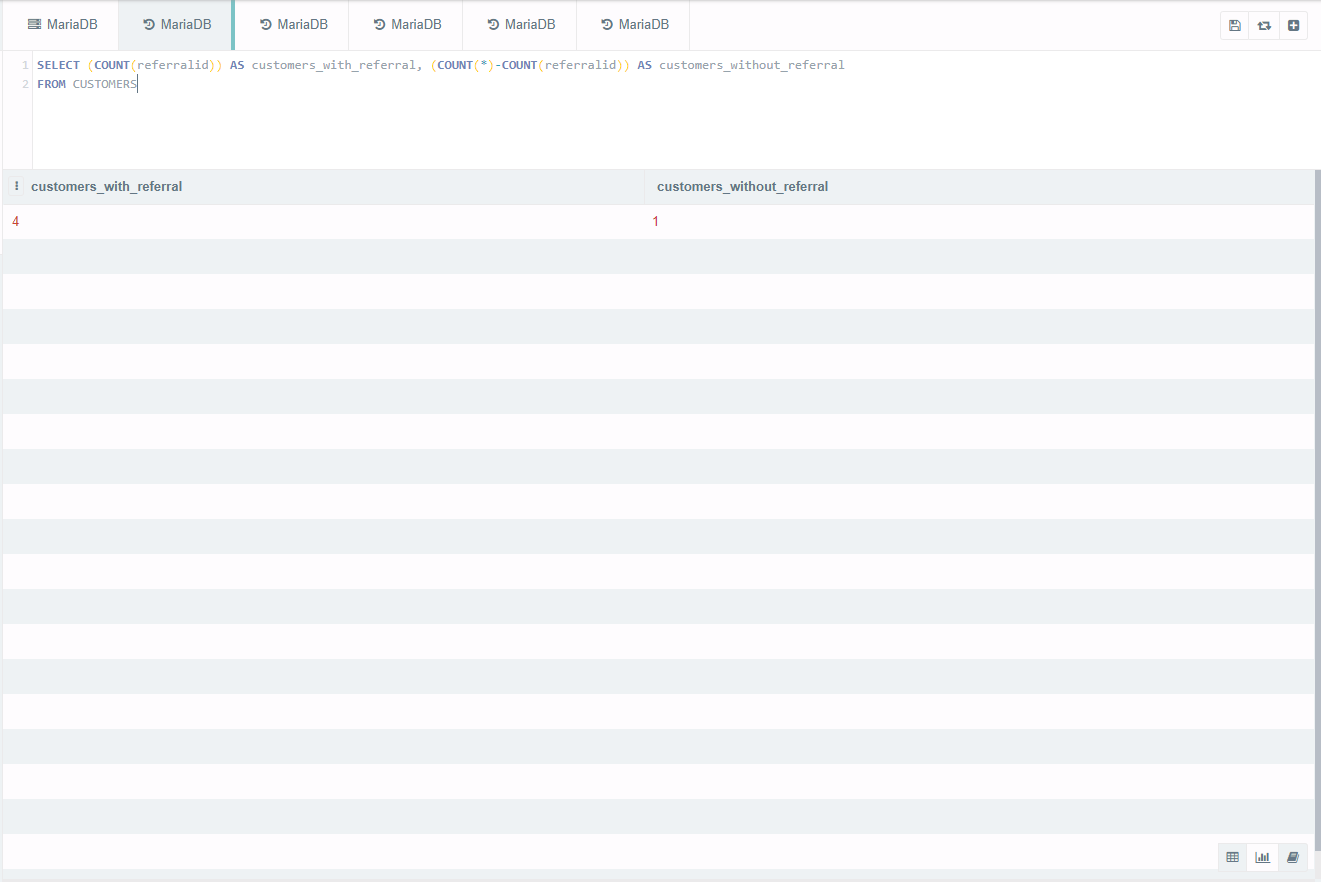 MariaDB MariaDB MariaDB MariaDB MariaDB MariaDB
1 SELECT (COUNT(referralid)) AS customers_with_referral, (COUNT(*)-COUNT(referralid)) AS customers_without_referral
2 FROM CUSTOMERS
customers_with_referral customers_without_referral
4 1